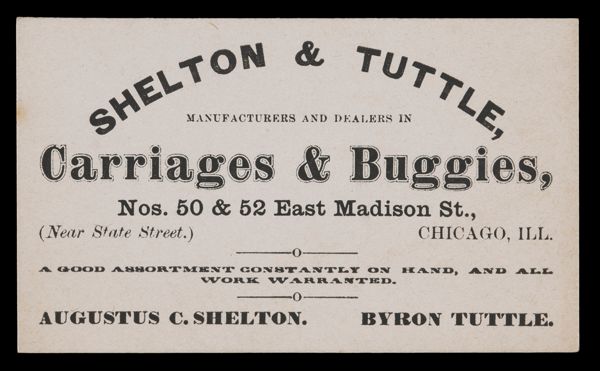 SHELTON & TUTTLE,
MANUFACTURERS AND DEALERS IN
Carriages & Buggies,
Nos. 50 & 52 East Madison St.,
(Near State Street.) CHICAGO, ILL.
A GOOD ASSORTMENT CONSTANTLY ON HAND, AND ALL
WORK WARRANTED.
AUGUSTUS C. SHELTON. BYRON TUTTLE.